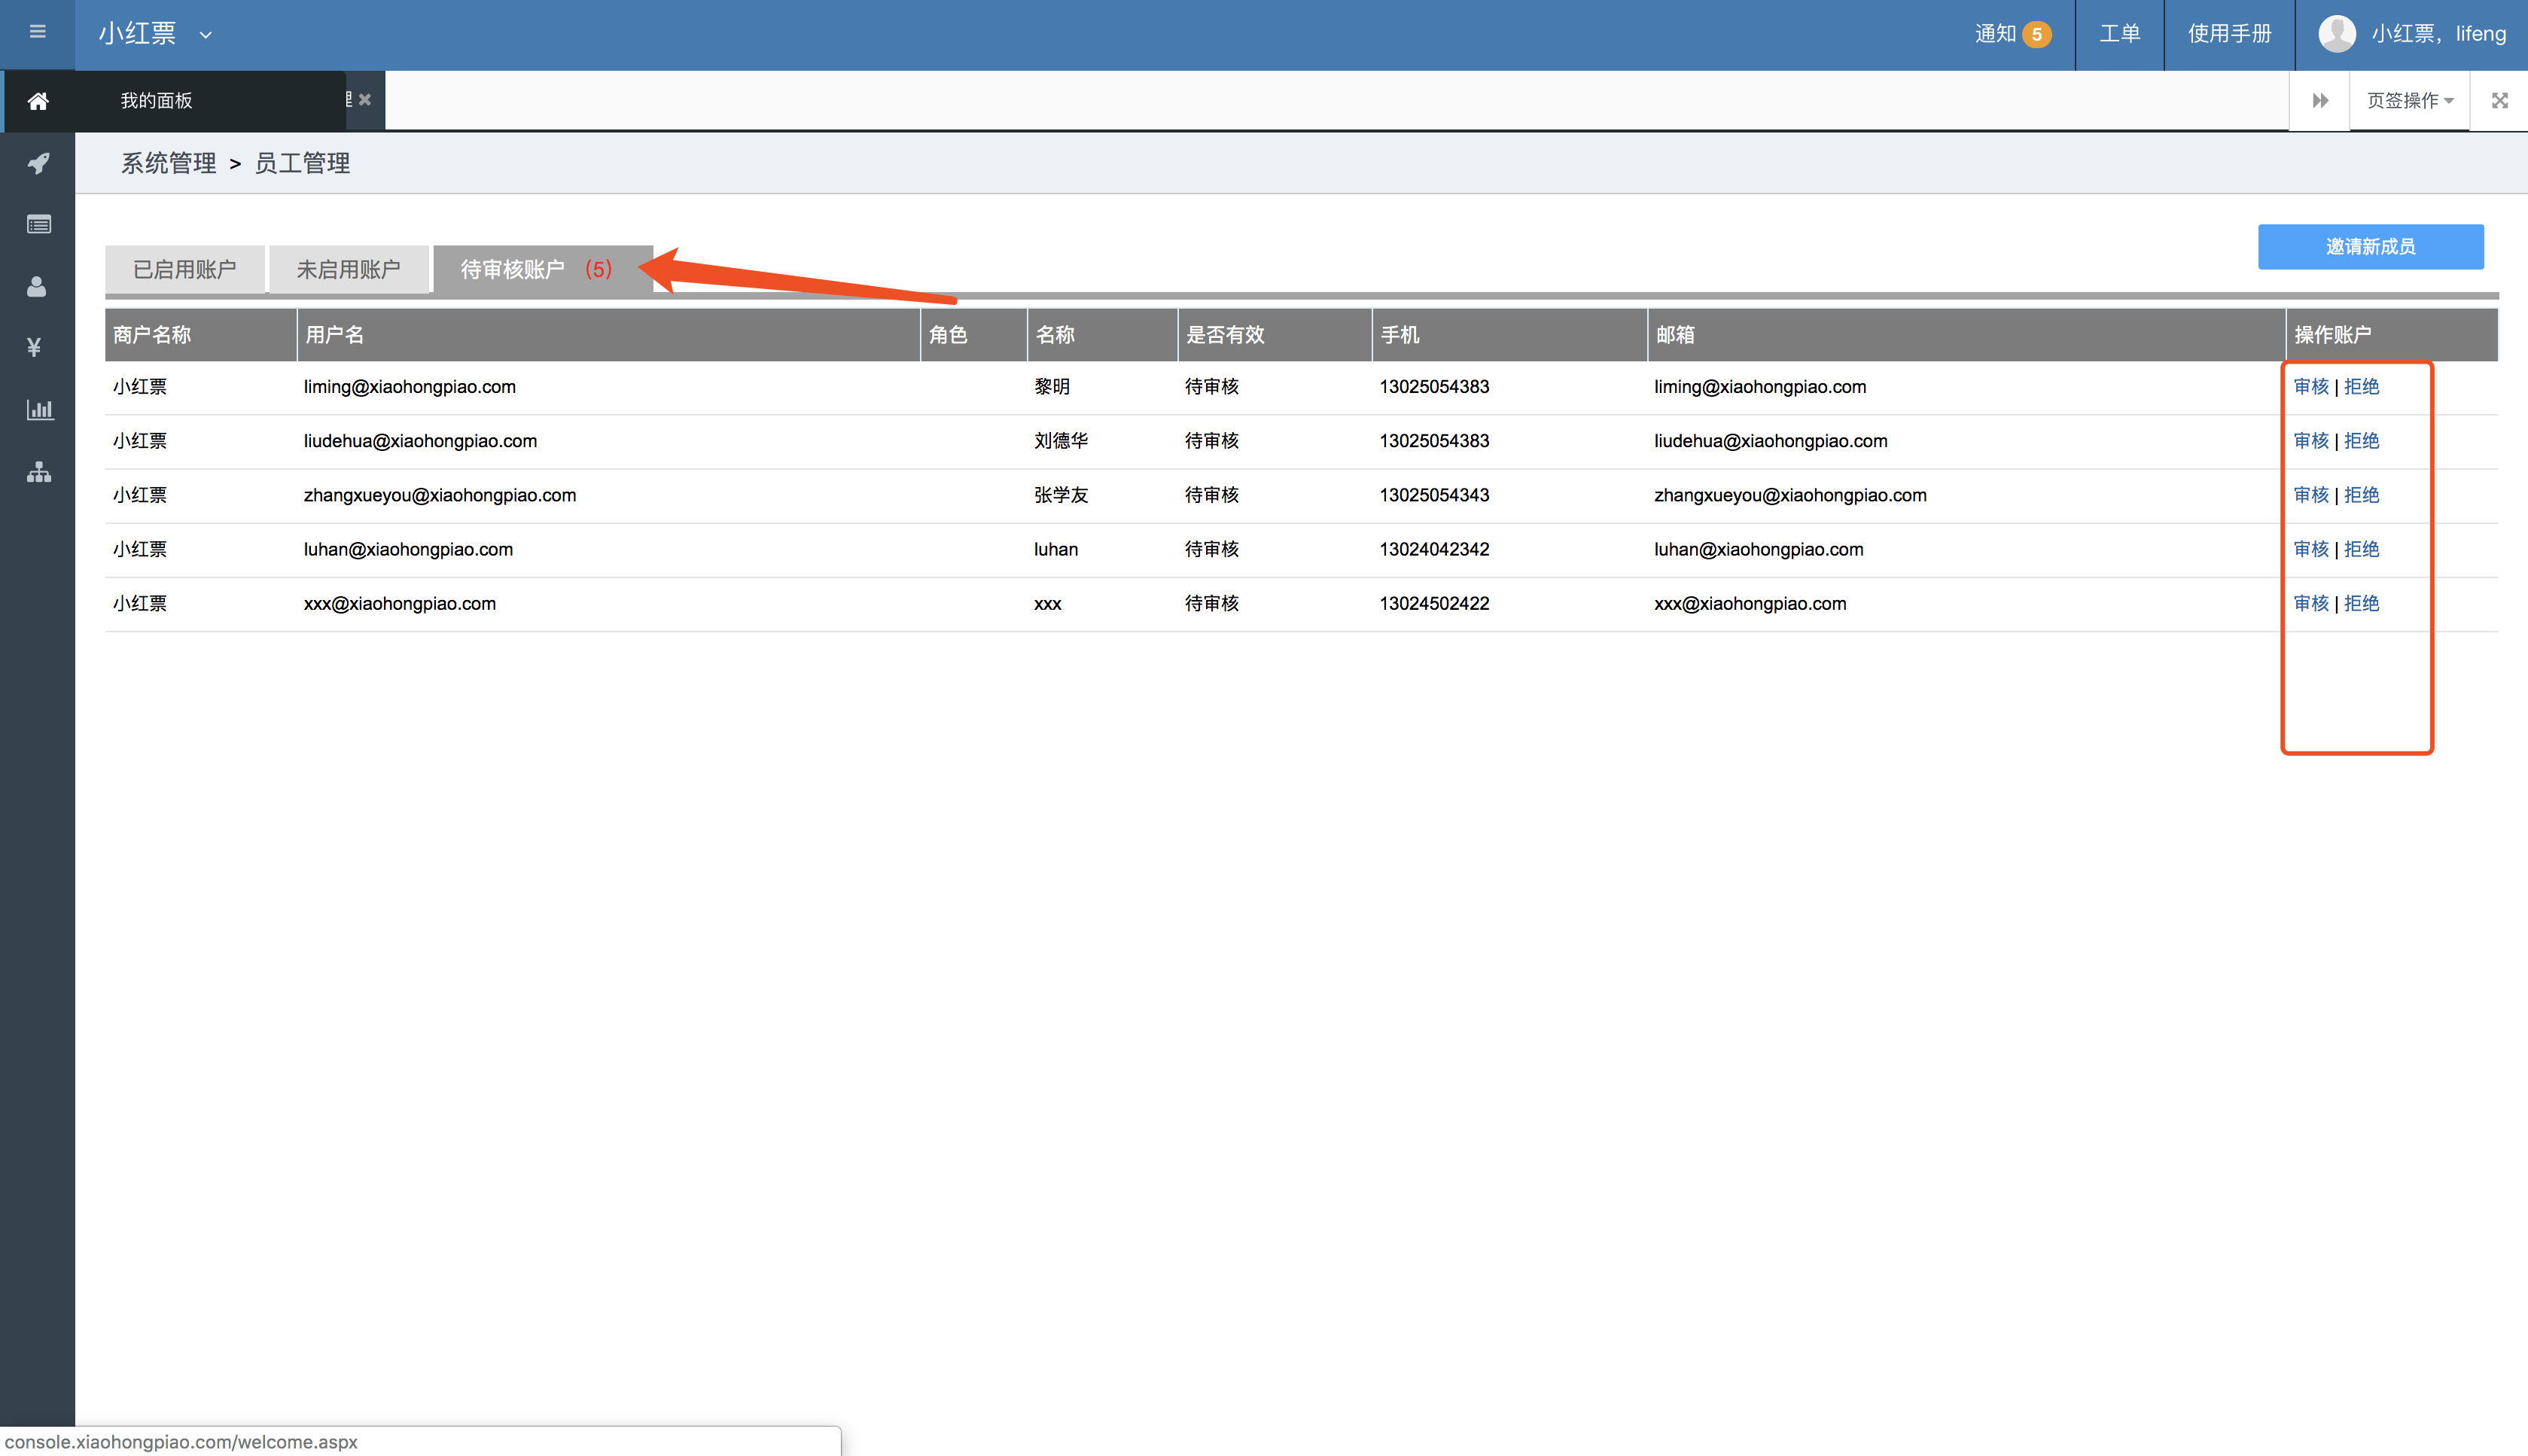 小红票
通知 5 工单 使用手册 小红票，lifeng
我的面板
页签操作
系统管理 > 员工管理
邀请新成员
已启用账户 未启用账户 待审核账户 (5)
商户名称 用户名 角色 名称 是否有效 手机 邮箱 操作账户
小红票 liming@xiaohongpiao.com 黎明 待审核 13025054383 liming@xiaohongpiao.com 审核 | 拒绝
小红票 liudehua@xiaohongpiao.com 刘德华 待审核 13025054383 liudehua@xiaohongpiao.com 审核 | 拒绝
小红票 zhangxueyou@xiaohongpiao.com 张学友 待审核 13025054343 zhangxueyou@xiaohongpiao.com 审核 | 拒绝
小红票 luhan@xiaohongpiao.com luhan 待审核 13024042342 luhan@xiaohongpiao.com 审核 | 拒绝
小红票 xxx@xiaohongpiao.com xxx 待审核 13024502422 xxx@xiaohongpiao.com 审核 | 拒绝
console.xiaohongpiao.com/welcome.aspx